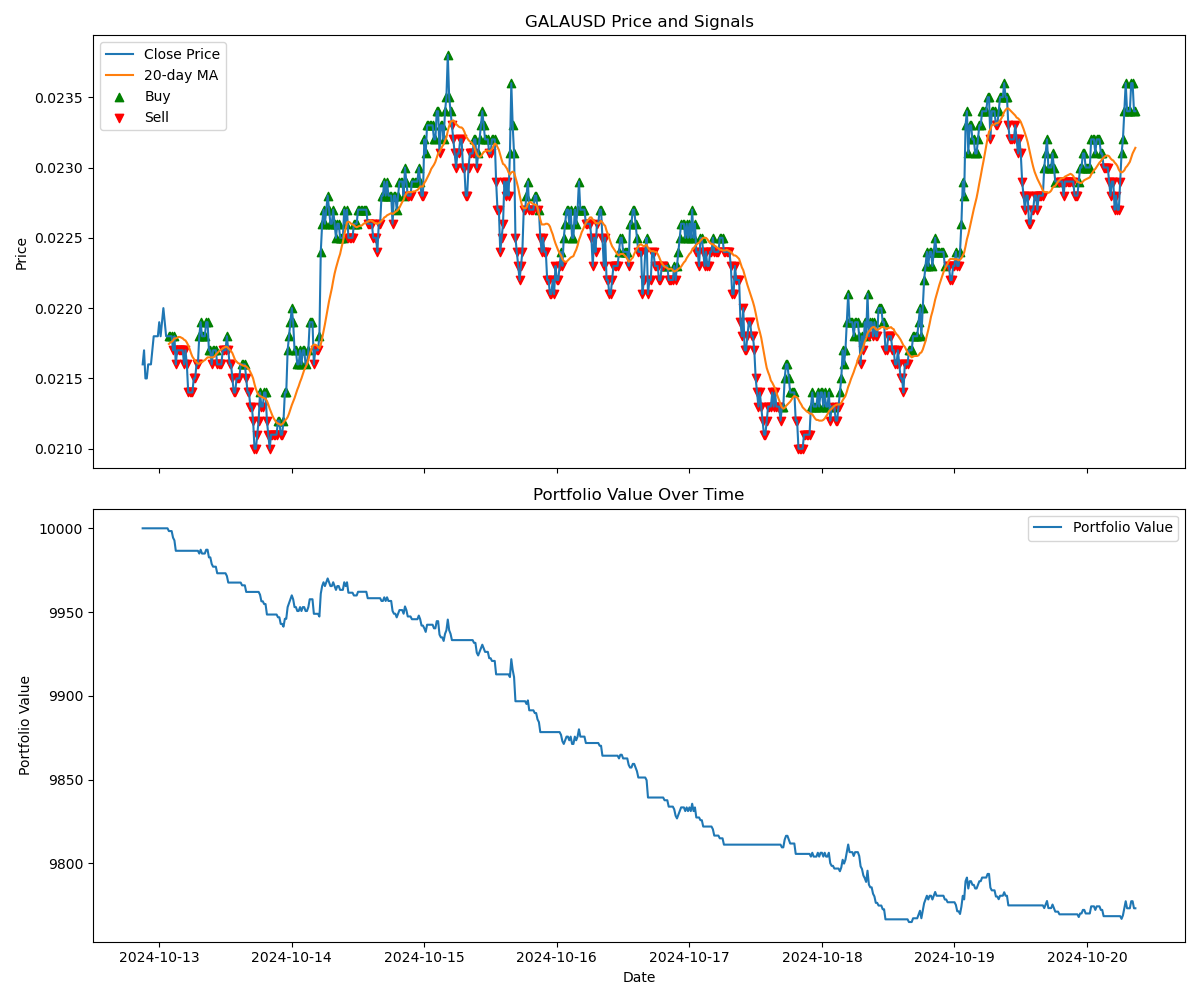 GALAUSD Price and Signals
Close Price
20-day MA
Buy
Sell
Price
0.0235
0.0230
0.0225
0.0220
0.0215
0.0210
Portfolio Value Over Time
Portfolio Value
Portfolio Value
10000
9950
9900
9850
9800
2024-10-13
2024-10-14
2024-10-15
2024-10-16
2024-10-17
2024-10-18
2024-10-19
2024-10-20
Date